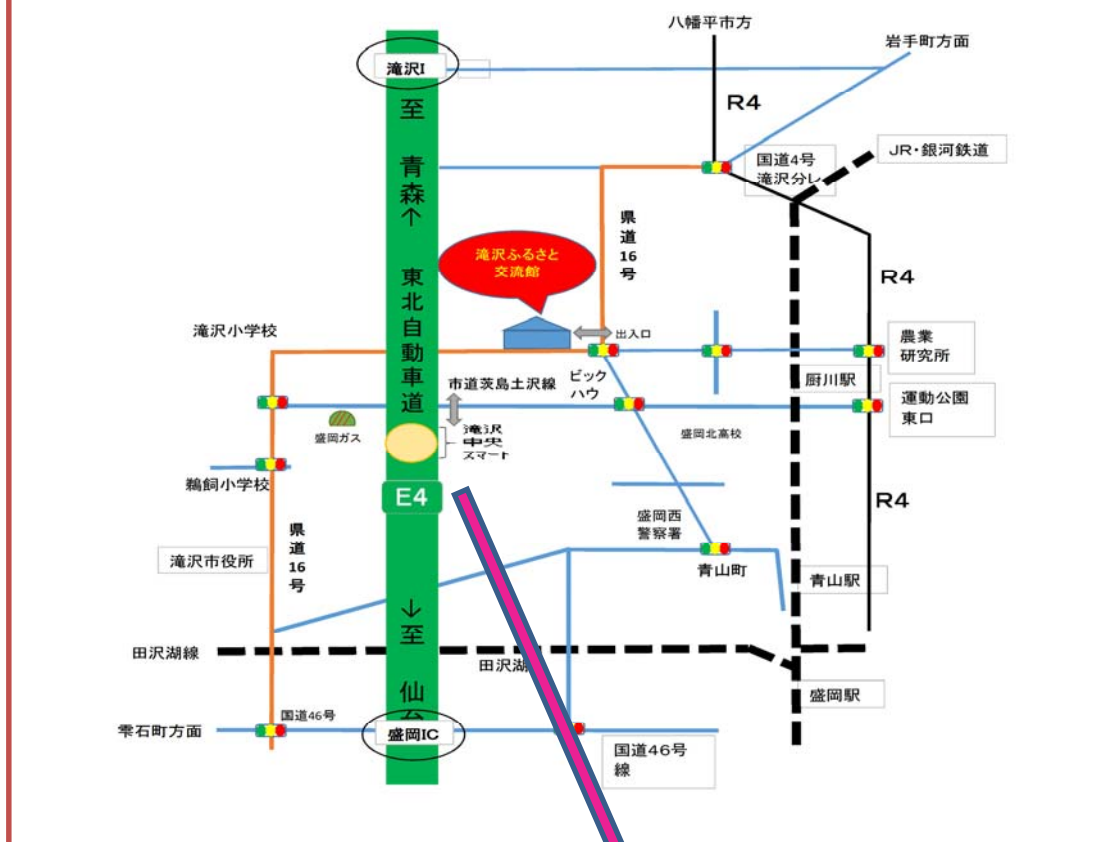 八幡平市方
岩手町方面
滝沢I
至
青森↑
R4
国道4号
滝沢分レ
JR・銀河鉄道
県道16号
滝沢ふるさと
交流館
東北自動車道
R4
滝沢小学校
出入口
農業
研究所
ビック
ハウ
市道茨島土沢線
厨川駅
運動公園
東口
盛岡ガス
滝沢
中央
スマート
盛岡北高校
鵜飼小学校
E4
R4
盛岡西
警察署
県道16号
滝沢市役所
青山町
青山駅
↓至
仙
田沢湖線
田沢湖
盛岡駅
国道46号
雫石町方面
盛岡IC
国道46号
線